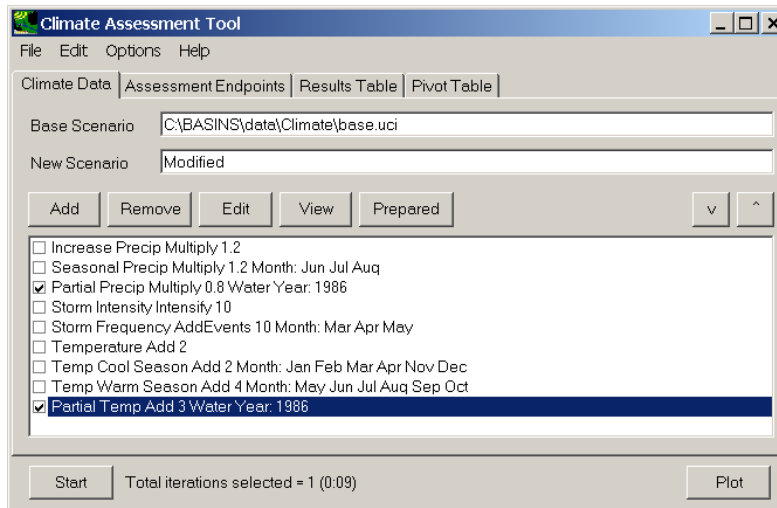 Climate Assessment Tool
File Edit Options Help
Climate Data Assessment Endpoints Results Table Pivot Table
Base Scenario C:\BASINS\data\Climate\base.uci
New Scenario Modified
Add Remove Edit View Prepared v ^
Increase Precip Multiply 1.2
Seasonal Precip Multiply 1.2 Month: Jun Jul Aug
Partial Precip Multiply 0.8 Water Year: 1986
Storm Intensity Intensify 10
Storm Frequency AddEvents 10 Month: Mar Apr May
Temperature Add 2
Temp Cool Season Add 2 Month: Jan Feb Mar Apr Nov Dec
Temp Warm Season Add 4 Month: May Jun Jul Aug Sep Oct
Partial Temp Add 3 Water Year: 1986
Start Total iterations selected = 1 (0:09) Plot